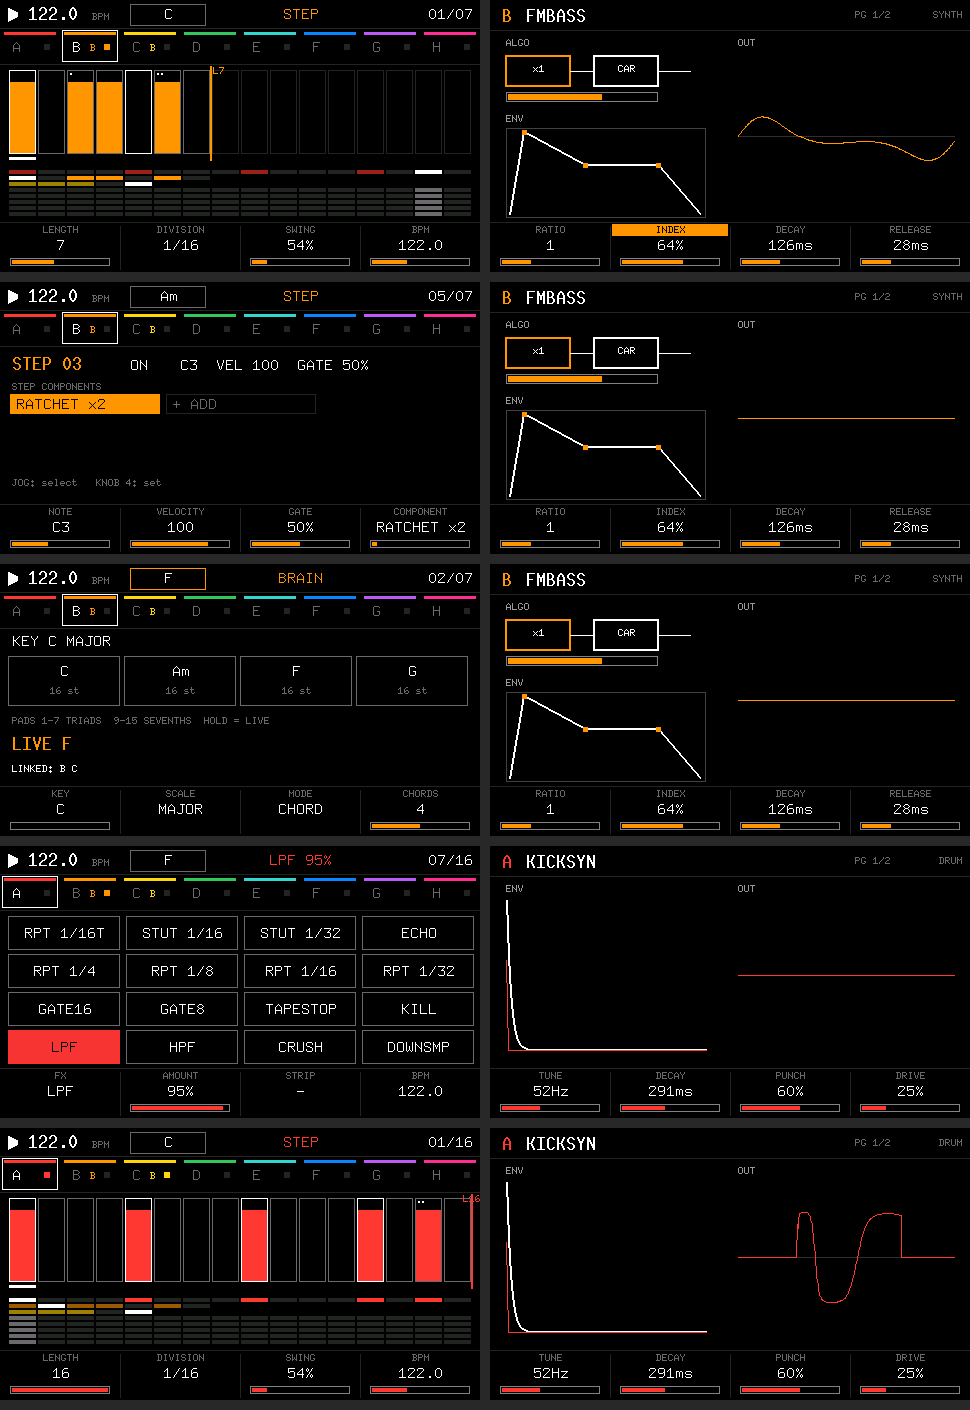 122.0 BPM C STEP 01/07
A B B C B D E F G H
L7
LENGTH DIVISION SWING BPM
7 1/16 54% 122.0
B FMBASS PG 1/2 SYNTH
ALGO OUT
x1 CAR
ENV
RATIO INDEX DECAY RELEASE
1 64% 126ms 28ms
122.0 BPM Am STEP 05/07
A B B C B D E F G H
STEP 03 ON C3 VEL 100 GATE 50%
STEP COMPONENTS
RATCHET x2 + ADD
JOG: select KNOB 4: set
NOTE VELOCITY GATE COMPONENT
C3 100 50% RATCHET x2
B FMBASS PG 1/2 SYNTH
ALGO OUT
x1 CAR
ENV
RATIO INDEX DECAY RELEASE
1 64% 126ms 28ms
122.0 BPM F BRAIN 02/07
A B B C B D E F G H
KEY C MAJOR
C Am F G
16 st 16 st 16 st 16 st
PADS 1-7 TRIADS 9-15 SEVENTHS HOLD = LIVE
LIVE F
LINKED: B C
KEY SCALE MODE CHORDS
C MAJOR CHORD 4
B FMBASS PG 1/2 SYNTH
ALGO OUT
x1 CAR
ENV
RATIO INDEX DECAY RELEASE
1 64% 126ms 28ms
122.0 BPM F LPF 95% 07/16
A B B C B D E F G H
RPT 1/16T STUT 1/16 STUT 1/32 ECHO
RPT 1/4 RPT 1/8 RPT 1/16 RPT 1/32
GATE16 GATE8 TAPESTOP KILL
LPF HPF CRUSH DOWNSMP
FX AMOUNT STRIP BPM
LPF 95% - 122.0
A KICKSYN PG 1/2 DRUM
ENV OUT
TUNE DECAY PUNCH DRIVE
52Hz 291ms 60% 25%
122.0 BPM C STEP 01/16
A B B C B D E F G H
L16
LENGTH DIVISION SWING BPM
16 1/16 54% 122.0
A KICKSYN PG 1/2 DRUM
ENV OUT
TUNE DECAY PUNCH DRIVE
52Hz 291ms 60% 25%